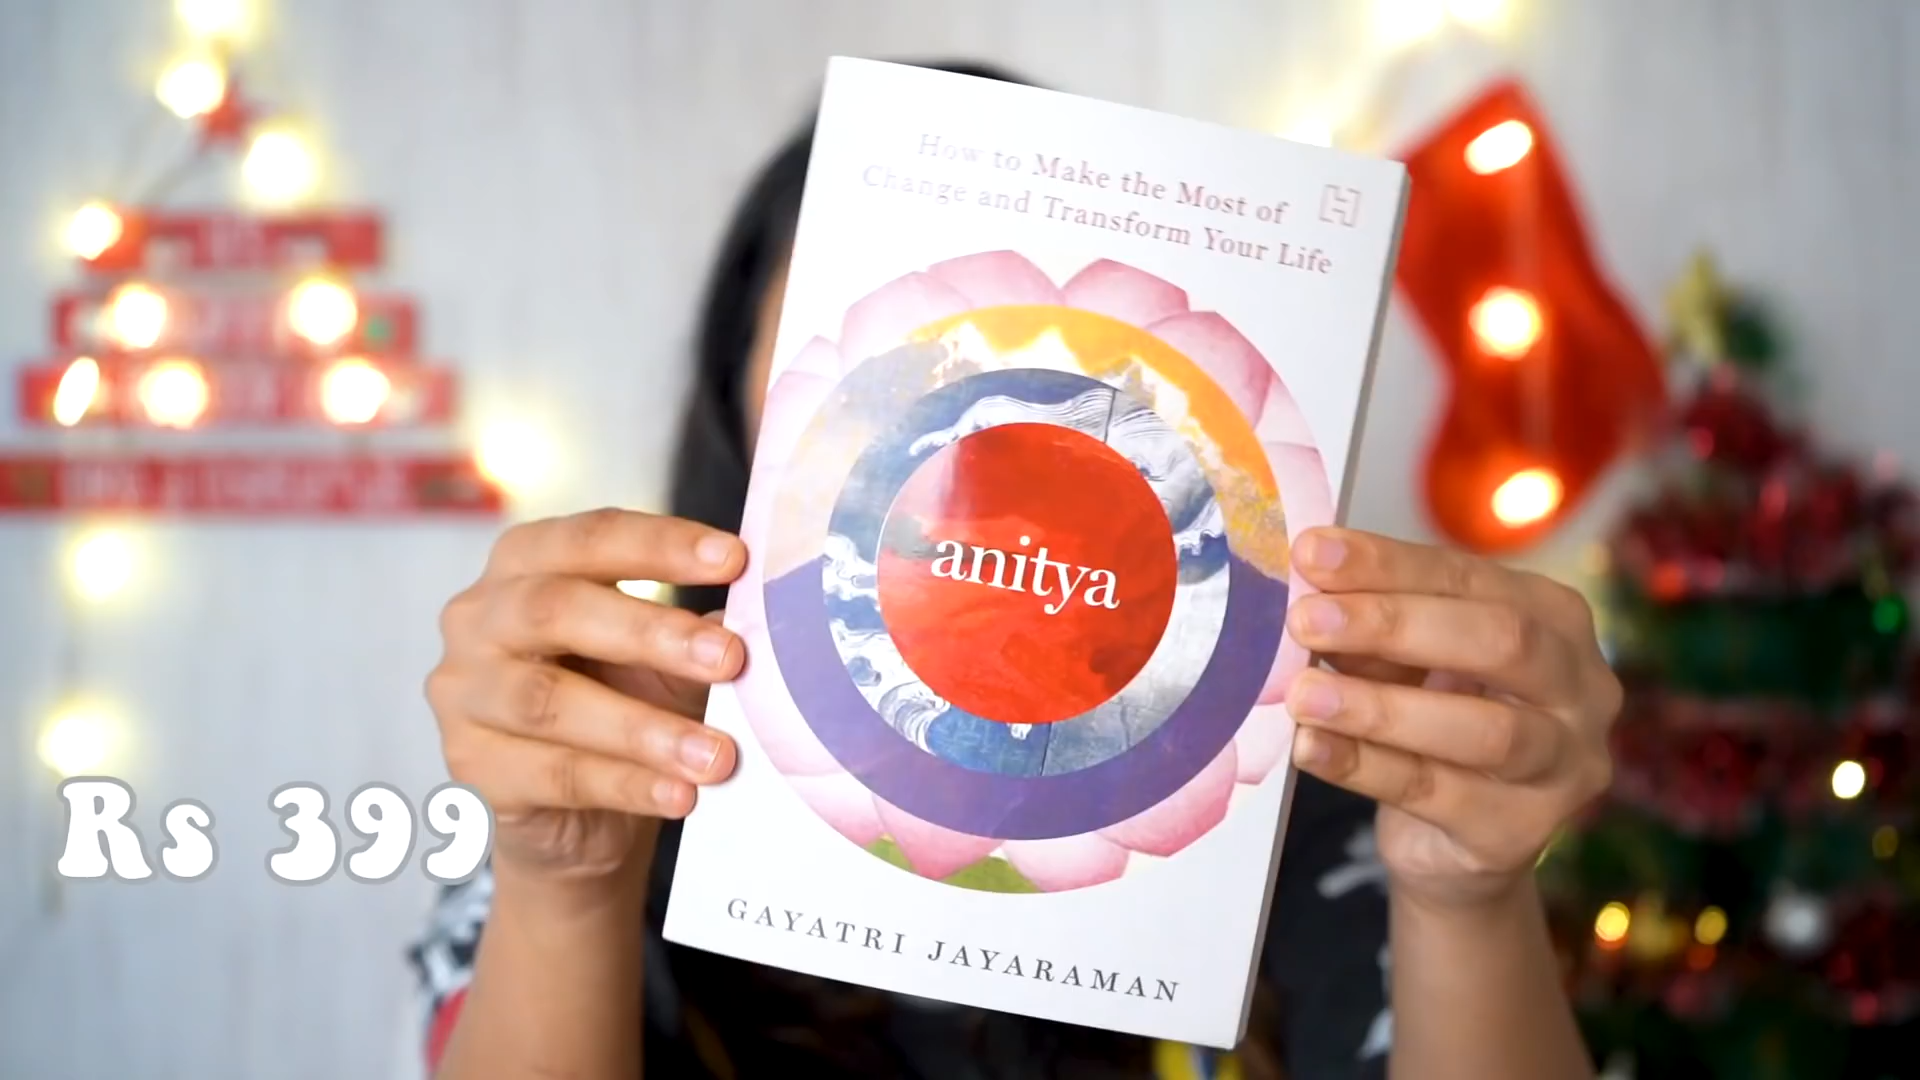 How to Make the Most of
Change and Transform Your Life
anitya
GAYATRI JAYARAMAN
Rs 399